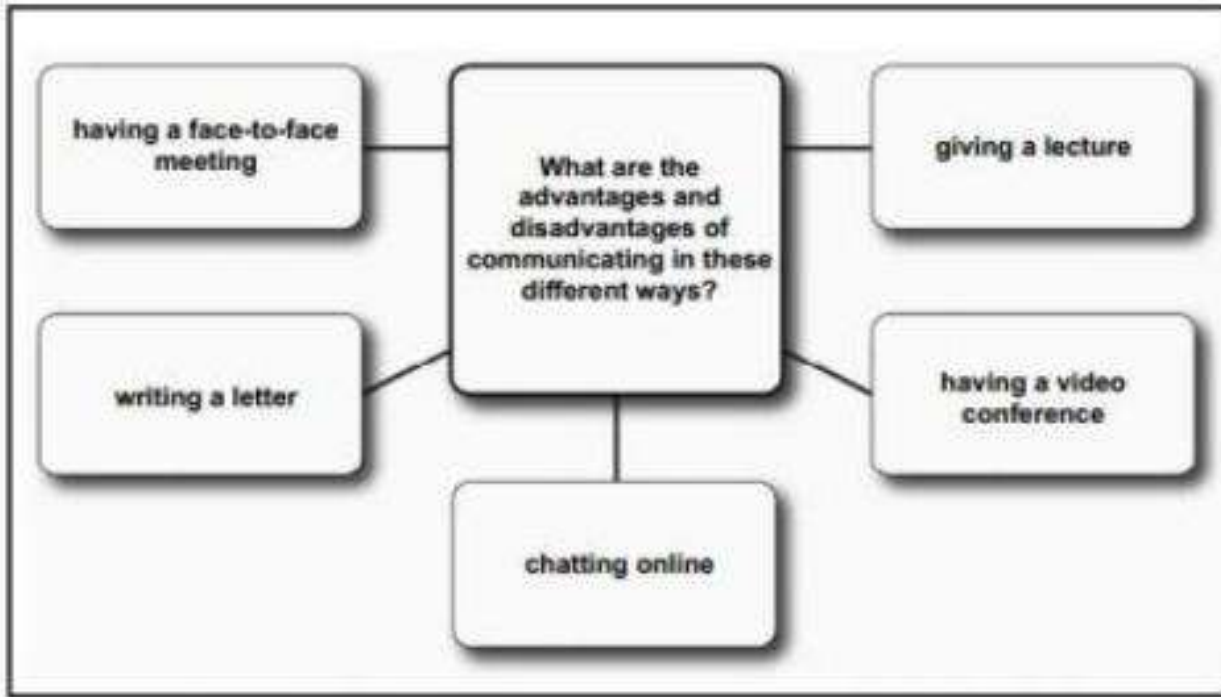 having a face-to-face
meeting
What are the
advantages and
disadvantages of
communicating in these
different ways?
giving a lecture
writing a letter
having a video
conference
chatting online